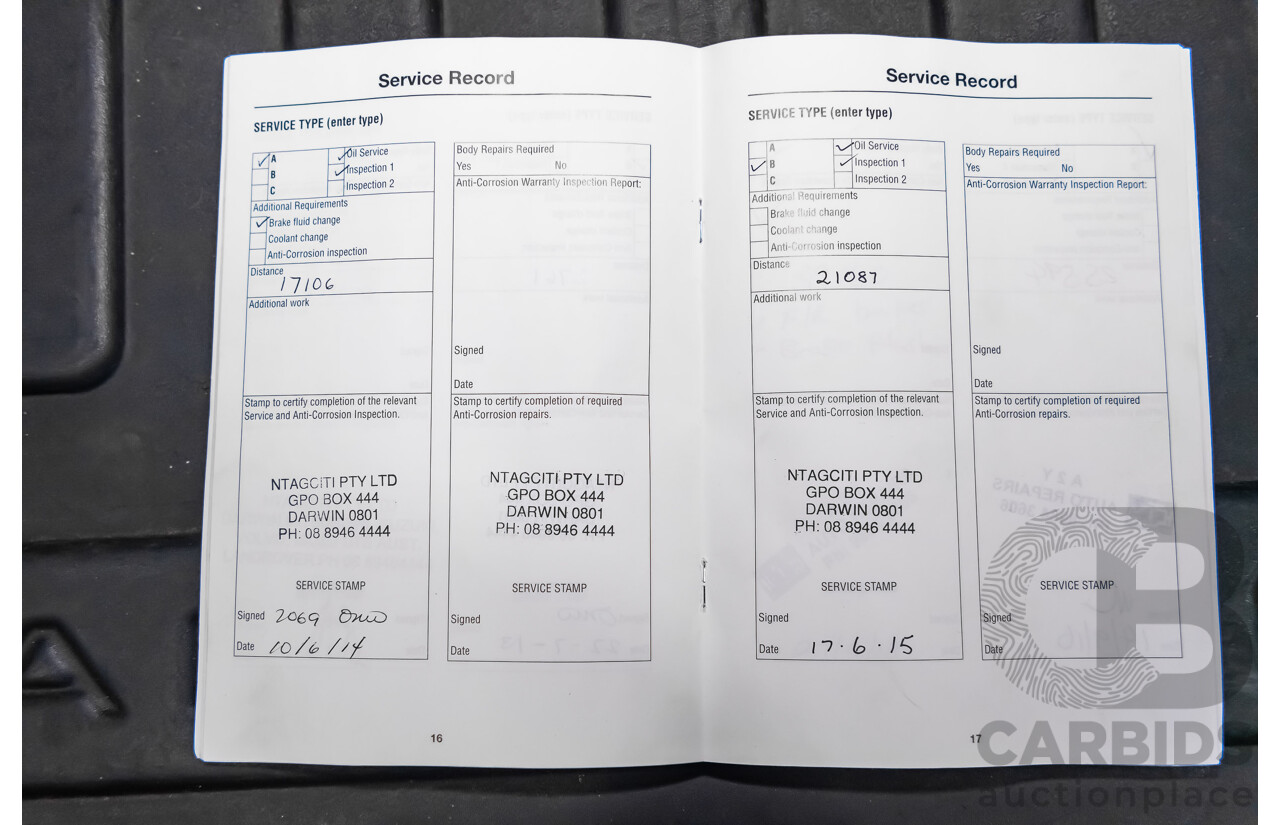 Service Record
SERVICE TYPE (enter type)
A
B
C
Oil Service
Inspection 1
Inspection 2
Additional Requirements
Brake fluid change
Coolant change
Anti-Corrosion inspection
Distance
17106
Additional work
Stamp to certify completion of the relevant
Service and Anti-Corrosion Inspection.
NTAGCITI PTY LTD
GPO BOX 444
DARWIN 0801
PH: 08 8946 4444
SERVICE STAMP
Signed 2069
Date 10/6/14
Body Repairs Required
Yes No
Anti-Corrosion Warranty Inspection Report:
Signed
Date
Stamp to certify completion of required
Anti-Corrosion repairs.
NTAGCITI PTY LTD
GPO BOX 444
DARWIN 0801
PH: 08 8946 4444
SERVICE STAMP
Signed
Date
16
Service Record
SERVICE TYPE (enter type)
A
B
C
Oil Service
Inspection 1
Inspection 2
Additional Requirements
Brake fluid change
Coolant change
Anti-Corrosion inspection
Distance
21087
Additional work
Stamp to certify completion of the relevant
Service and Anti-Corrosion Inspection.
NTAGCITI PTY LTD
GPO BOX 444
DARWIN 0801
PH: 08 8946 4444
SERVICE STAMP
Signed
Date 17.6.15
Body Repairs Required
Yes No
Anti-Corrosion Warranty Inspection Report:
Signed
Date
Stamp to certify completion of required
Anti-Corrosion repairs.
SERVICE STAMP
Signed
Date
17
CARBIDS
auctionplace